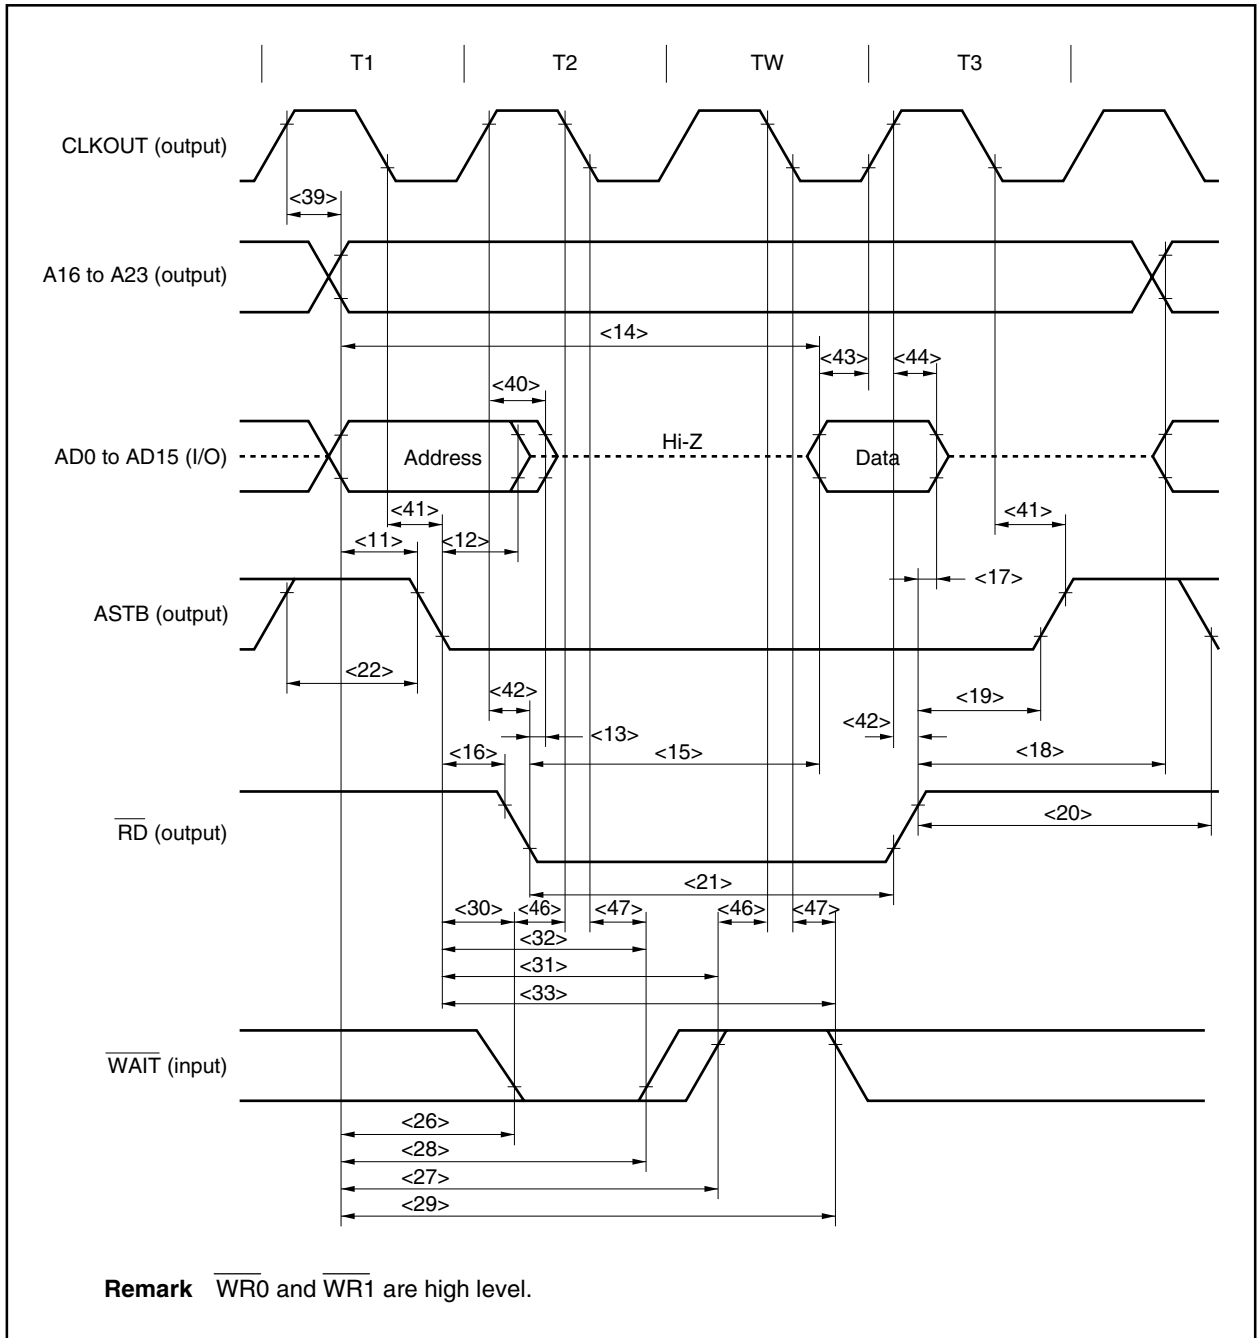 T1 T2 TW T3
CLKOUT (output)
<39>
A16 to A23 (output)
<14>
<43> <44>
<40>
AD0 to AD15 (I/O) Address Hi-Z Data
<41> <41>
<11> <12>
<17>
ASTB (output)
<22>
<42> <19>
<42>
<13>
<16> <15> <18>
RD (output)
<20>
<21>
<30> <46> <47> <46> <47>
<32>
<31>
<33>
WAIT (input)
<26>
<28>
<27>
<29>
Remark WR0 and WR1 are high level.